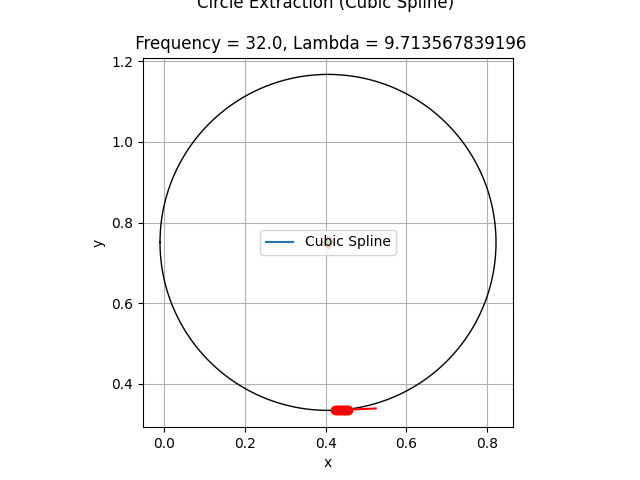 Circle Extraction (Cubic Spline)
Frequency = 32.0, Lambda = 9.713567839196
1.2
1.0
0.8
0.6
0.4
y
Cubic Spline
0.0 0.2 0.4 0.6 0.8
x